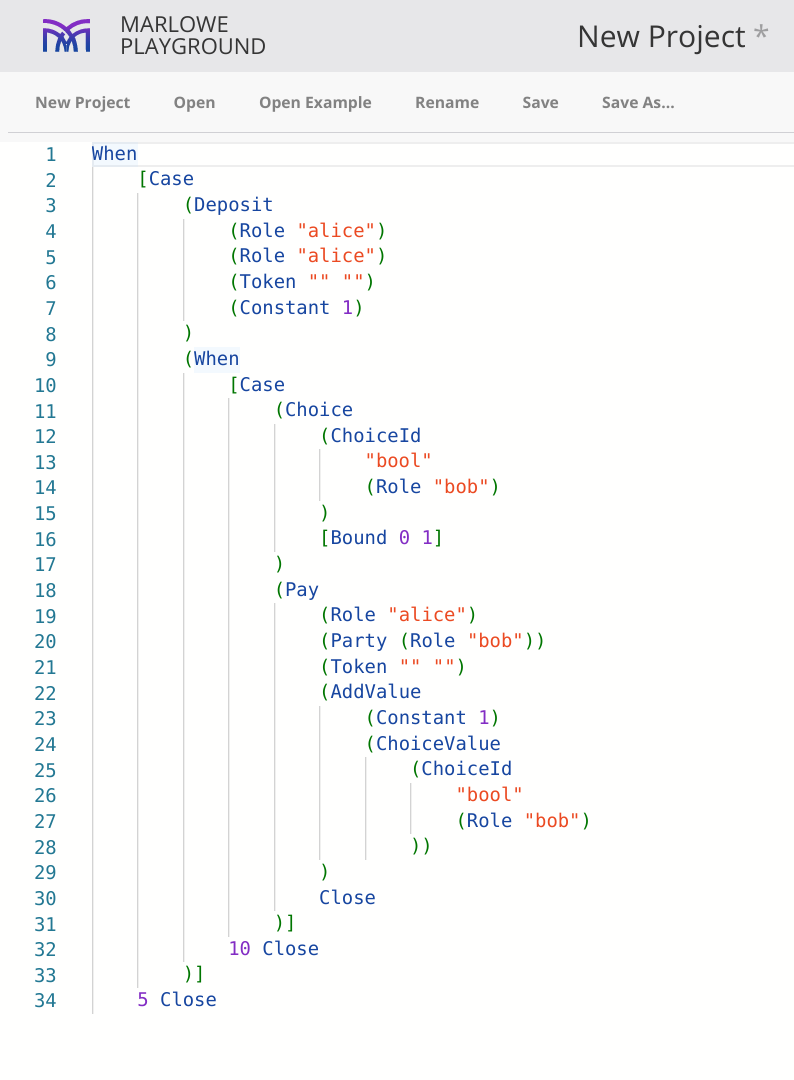 MARLOWE
PLAYGROUND
New Project *
New Project Open Open Example Rename Save Save As...
1 When
2 [Case
3 (Deposit
4 (Role "alice")
5 (Role "alice")
6 (Token "" "")
7 (Constant 1)
8 )
9 (When
10 [Case
11 (Choice
12 (ChoiceId
13 "bool"
14 (Role "bob")
15 )
16 [Bound 0 1]
17 )
18 (Pay
19 (Role "alice")
20 (Party (Role "bob"))
21 (Token "" "")
22 (AddValue
23 (Constant 1)
24 (ChoiceValue
25 (ChoiceId
26 "bool"
27 (Role "bob")
28 ))
29 )
30 Close
31 )]
32 10 Close
33 )]
34 5 Close